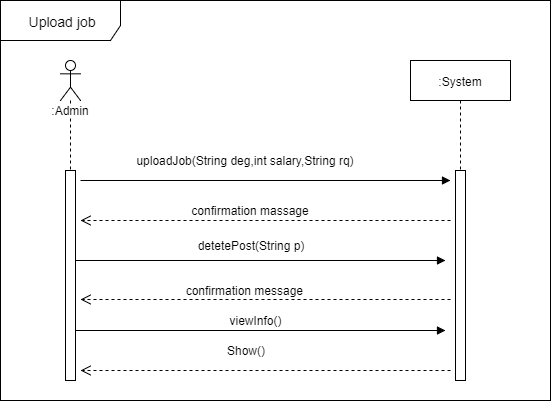 Upload job
:Admin
:System
uploadJob(String deg,int salary,String rq)
confirmation massage
detetePost(String p)
confirmation message
viewInfo()
Show()